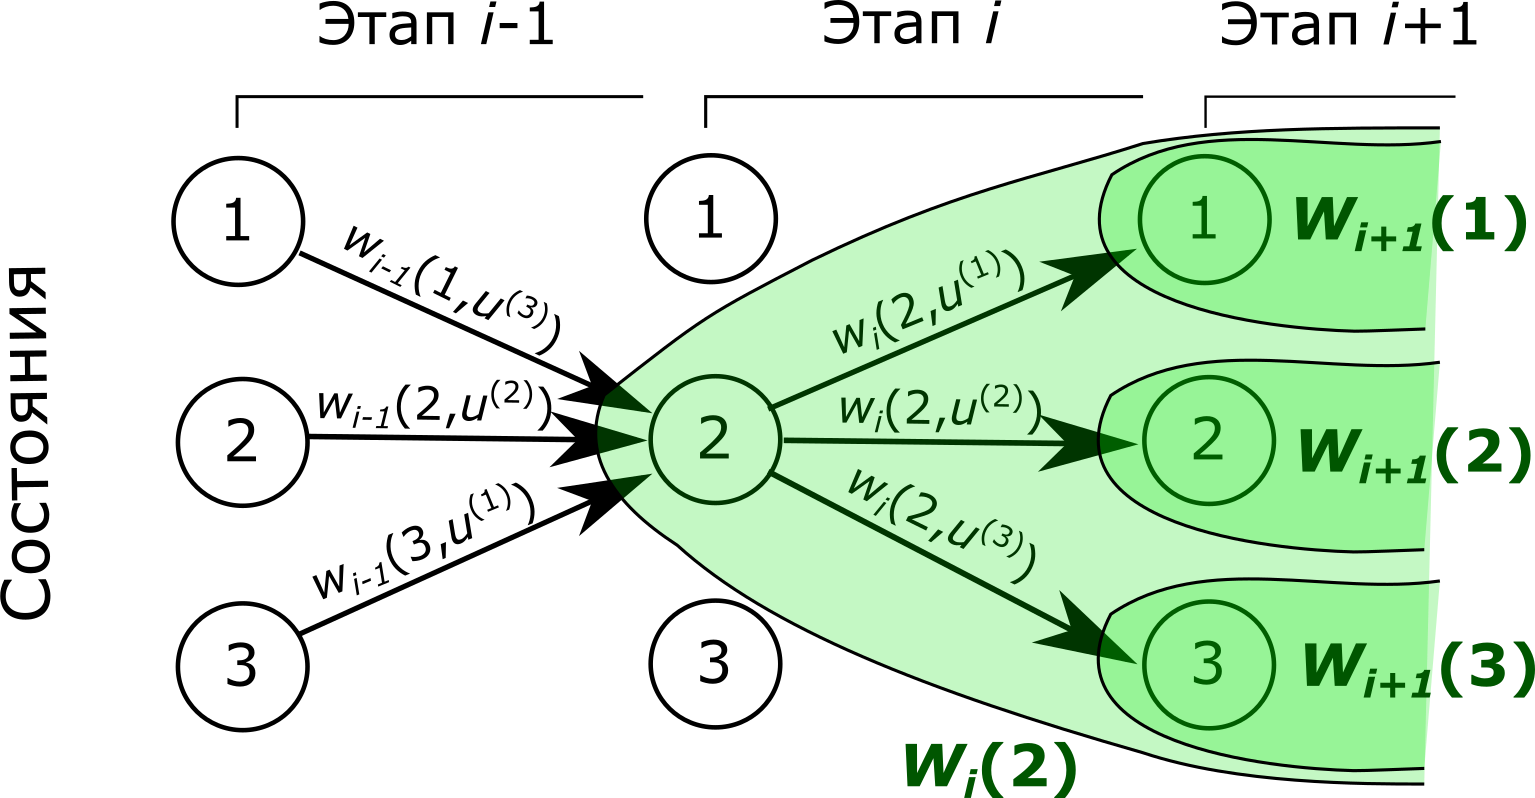 Этап i-1
Этап i
Этап i+1
Состояния
1
1
1
W_{i+1}(1)
w_{i-1}(1,u^{(3)})
w_i(2,u^{(1)})
2
w_{i-1}(2,u^{(2)})
2
w_i(2,u^{(2)})
2
W_{i+1}(2)
w_{i-1}(3,u^{(1)})
w_i(2,u^{(3)})
3
3
3
W_{i+1}(3)
W_i(2)